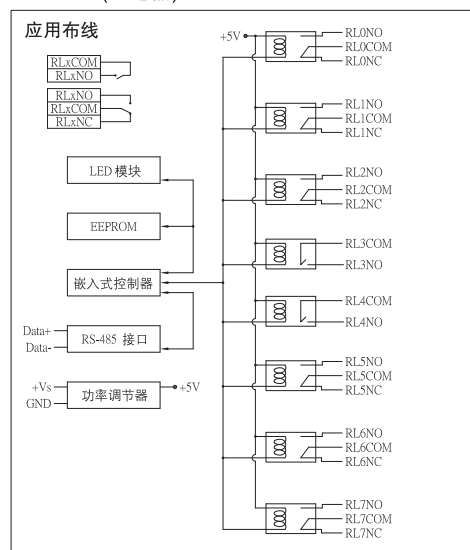 应用布线
RLxCOM
RLxNO
RLxNO
RLxCOM
RLxNC
LED 模块
EEPROM
嵌入式控制器
Data+
Data-
RS-485 接口
+Vs
GND
功率调节器
+5V
+5V
RL0NO
RL0COM
RL0NC
RL1NO
RL1COM
RL1NC
RL2NO
RL2COM
RL2NC
RL3COM
RL3NO
RL4COM
RL4NO
RL5NO
RL5COM
RL5NC
RL6NO
RL6COM
RL6NC
RL7NO
RL7COM
RL7NC